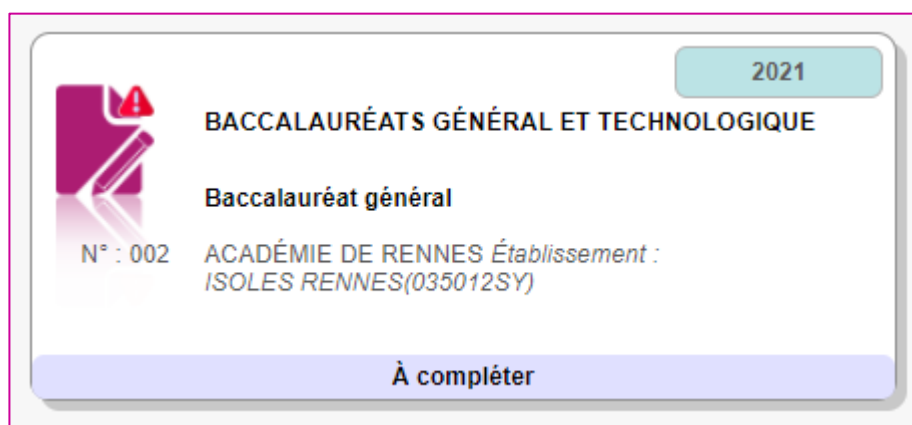 2021
BACCALAURÉATS GÉNÉRAL ET TECHNOLOGIQUE
Baccalauréat général
N° : 002 ACADÉMIE DE RENNES Établissement :
ISOLES RENNES(035012SY)
À compléter